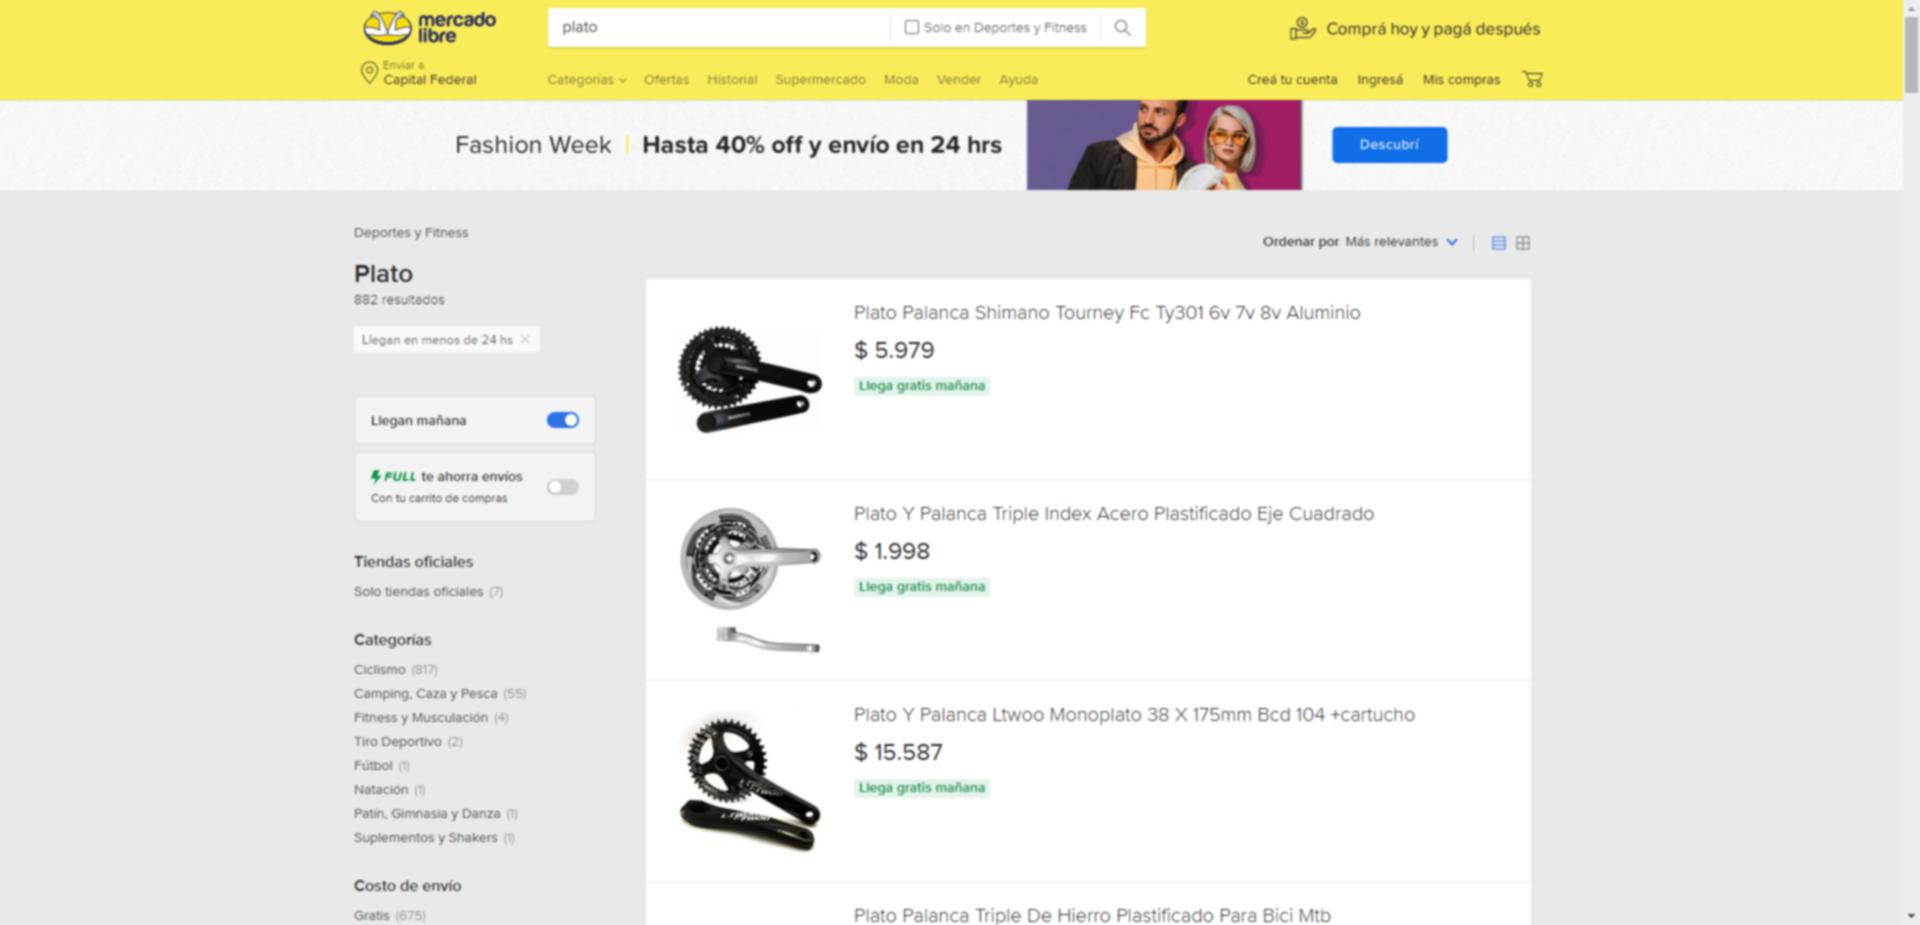 mercado
libre
plato
Solo en Deportes y Fitness
Comprá hoy y pagá después
Enviar a
Capital Federal
Categorías Ofertas Historial Supermercado Moda Vender Ayuda
Creá tu cuenta Ingresá Mis compras
Fashion Week | Hasta 40% off y envío en 24 hrs
Descubrí
Deportes y Fitness
Plato
882 resultados
Llegan en menos de 24 hs
Llegan mañana
FULL te ahorra envíos
Con tu carrito de compras
Tiendas oficiales
Solo tiendas oficiales (7)
Categorías
Ciclismo (817)
Camping, Caza y Pesca (55)
Fitness y Musculación (4)
Tiro Deportivo (2)
Fútbol (1)
Natación (1)
Patín, Gimnasia y Danza (1)
Suplementos y Shakers (1)
Costo de envío
Gratis (675)
Ordenar por Más relevantes
Plato Palanca Shimano Tourney Fc Ty301 6v 7v 8v Aluminio
$ 5.979
Llega gratis mañana
Plato Y Palanca Triple Index Acero Plastificado Eje Cuadrado
$ 1.998
Llega gratis mañana
Plato Y Palanca Ltwoo Monoplato 38 X 175mm Bcd 104 +cartucho
$ 15.587
Llega gratis mañana
Plato Palanca Triple De Hierro Plastificado Para Bici Mtb